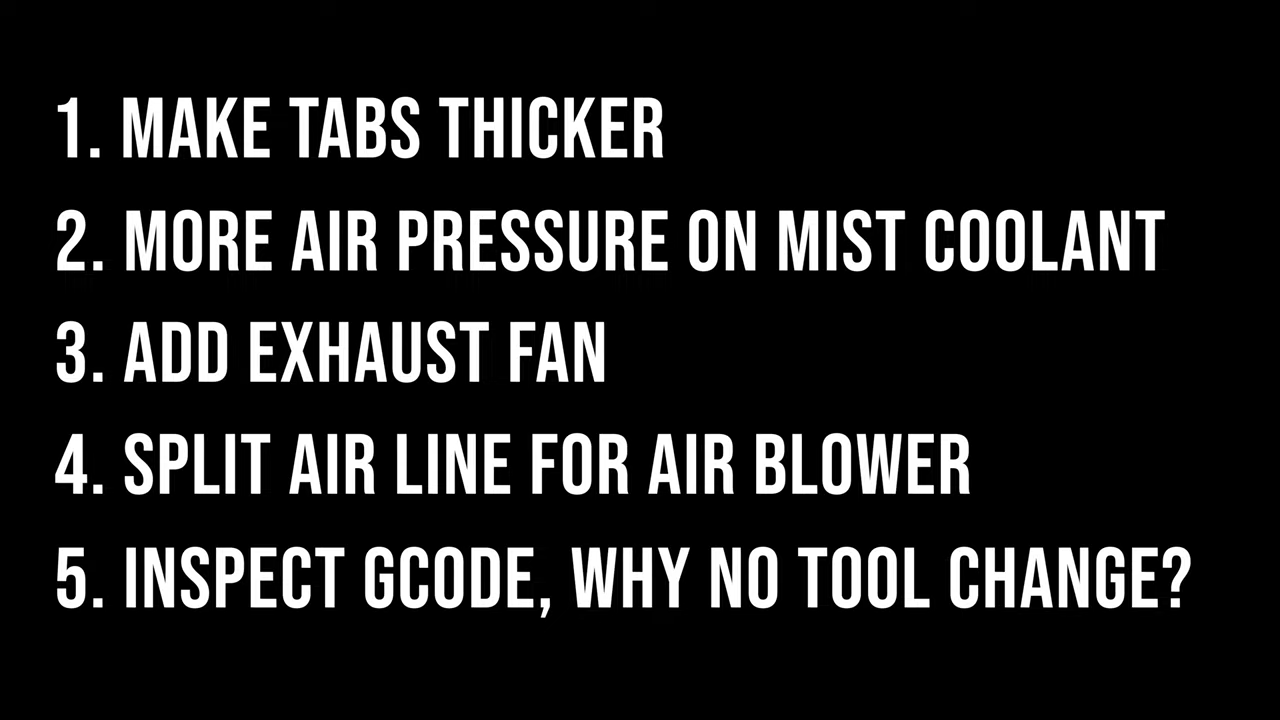 1. MAKE TABS THICKER
2. MORE AIR PRESSURE ON MIST COOLANT
3. ADD EXHAUST FAN
4. SPLIT AIR LINE FOR AIR BLOWER
5. INSPECT GCODE, WHY NO TOOL CHANGE?